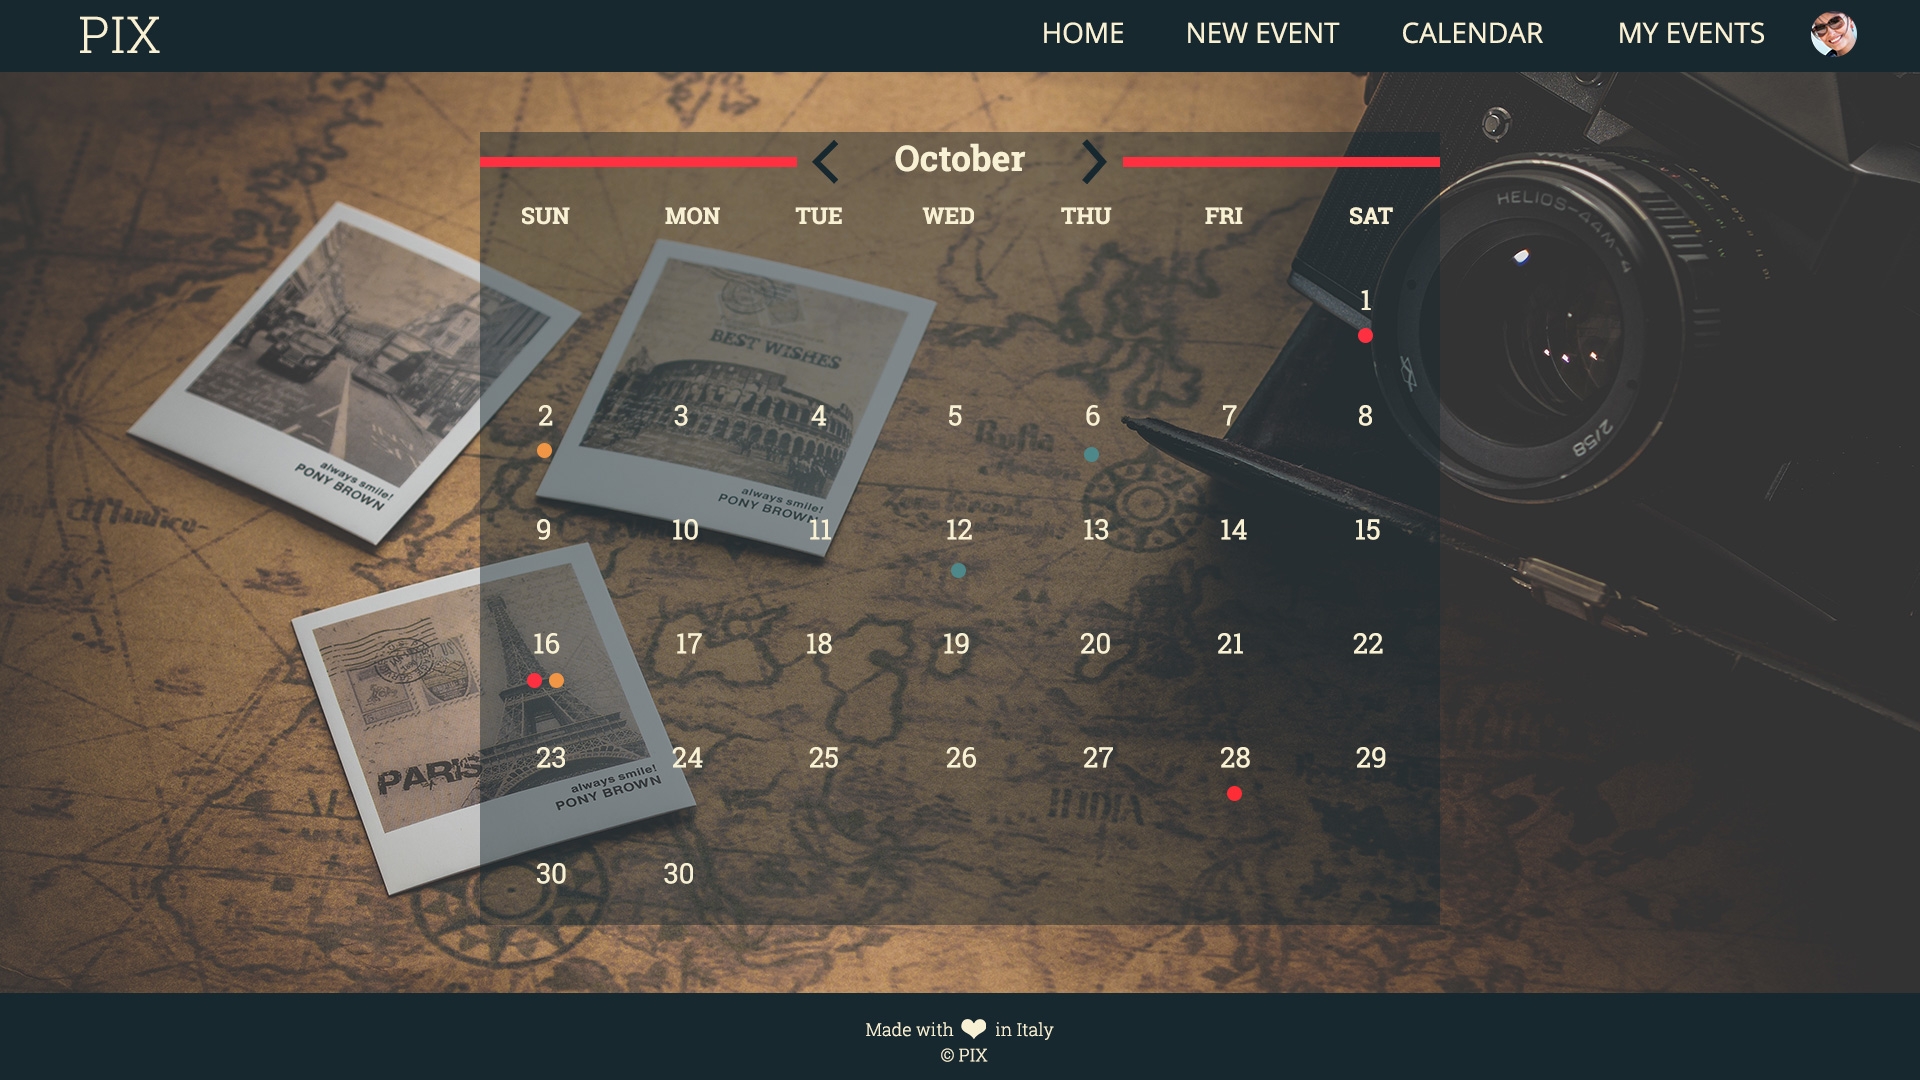 PIX
HOME NEW EVENT CALENDAR MY EVENTS
October
SUN MON TUE WED THU FRI SAT
1
2 3 4 5 6 7 8
9 10 11 12 13 14 15
16 17 18 19 20 21 22
23 24 25 26 27 28 29
30 30
HELIOS-44M-4
2/58
BEST WISHES
always smile!
PONY BROWN
always smile!
PONY BROWN
PARIS
always smile!
PONY BROWN
Made with ❤ in Italy
© PIX